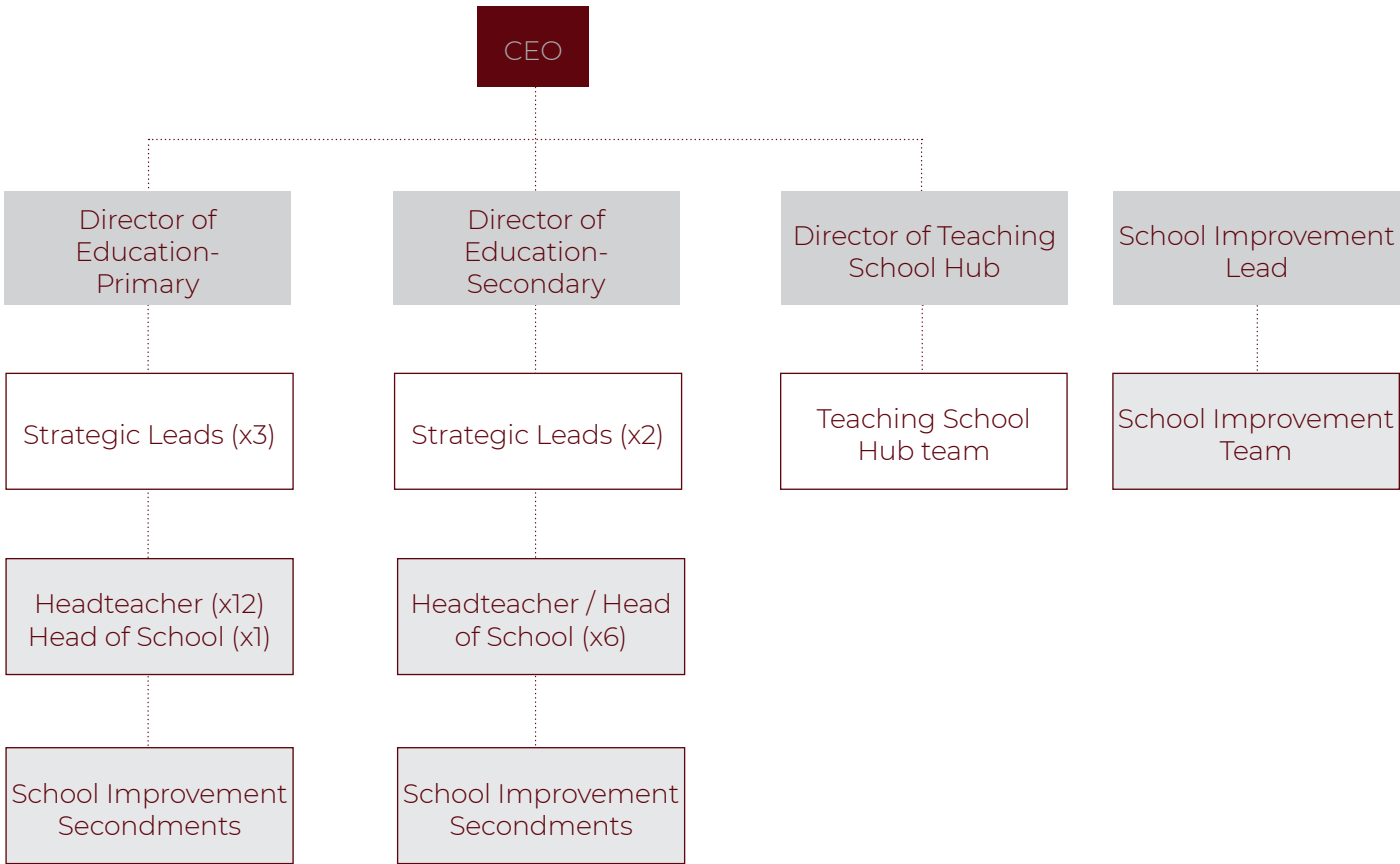 CEO
Director of
Education-
Primary
Director of
Education-
Secondary
Director of Teaching
School Hub
School Improvement
Lead
Strategic Leads (x3)
Strategic Leads (x2)
Teaching School
Hub team
School Improvement
Team
Headteacher (x12)
Head of School (x1)
Headteacher / Head
of School (x6)
School Improvement
Secondments
School Improvement
Secondments